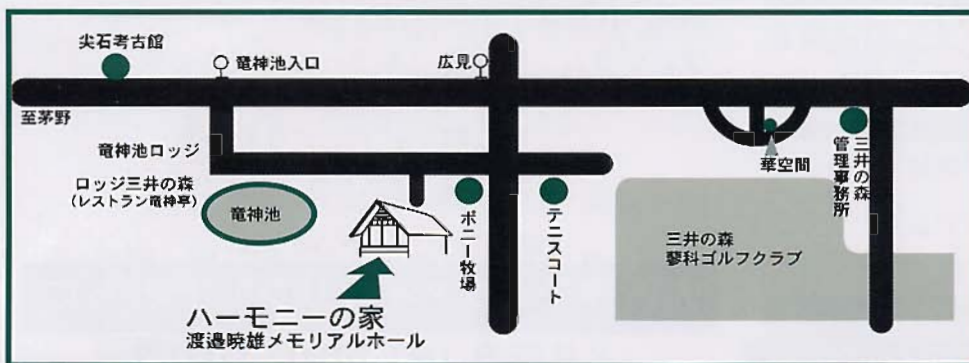 尖石考古館
竜神池入口
広見
至茅野
竜神池ロッジ
ロッジ三井の森
(レストラン竜神亭)
竜神池
ポニー牧場
テニスコート
華空間
三井の森
管理事務所
三井の森
蓼科ゴルフクラブ
ハーモニーの家
渡邉暁雄メモリアルホール